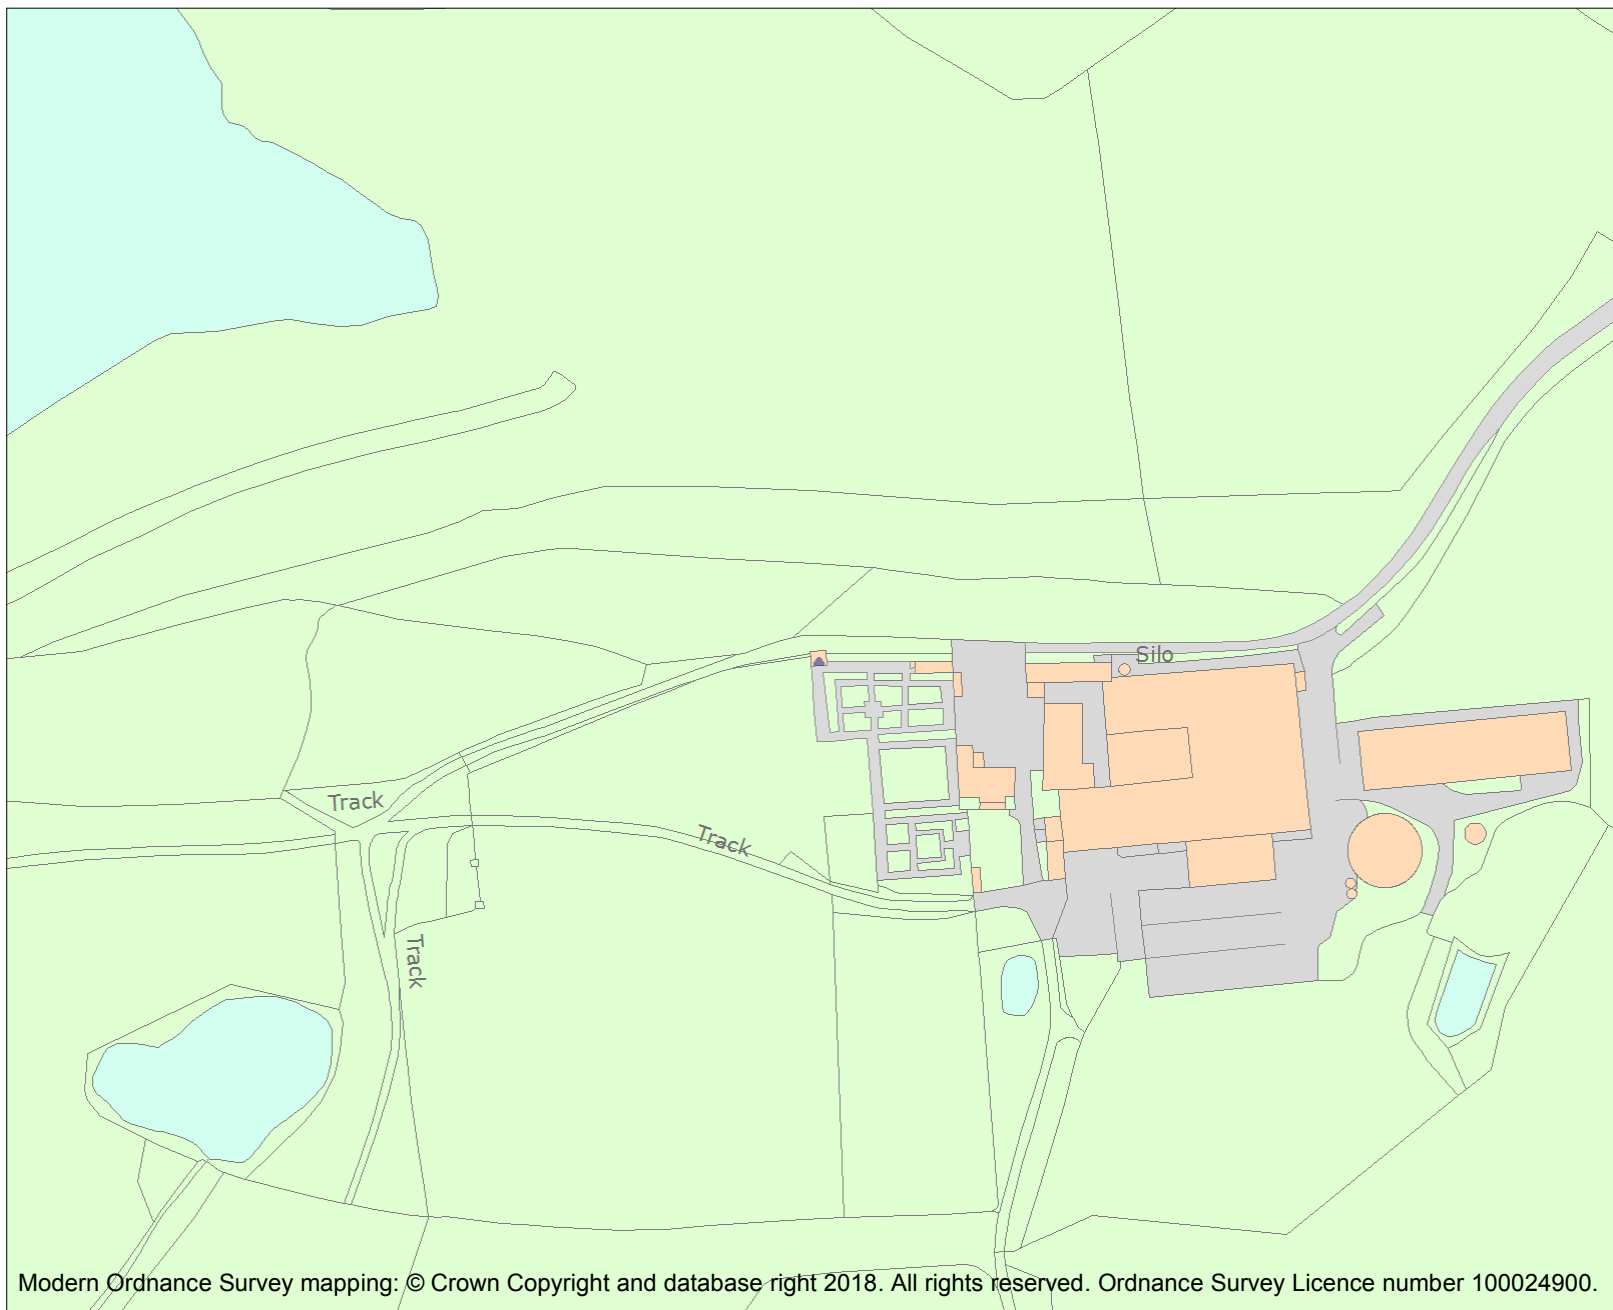 Silo
Track
Track
Track
Modern Ordnance Survey mapping: © Crown Copyright and database right 2018. All rights reserved. Ordnance Survey Licence number 100024900.